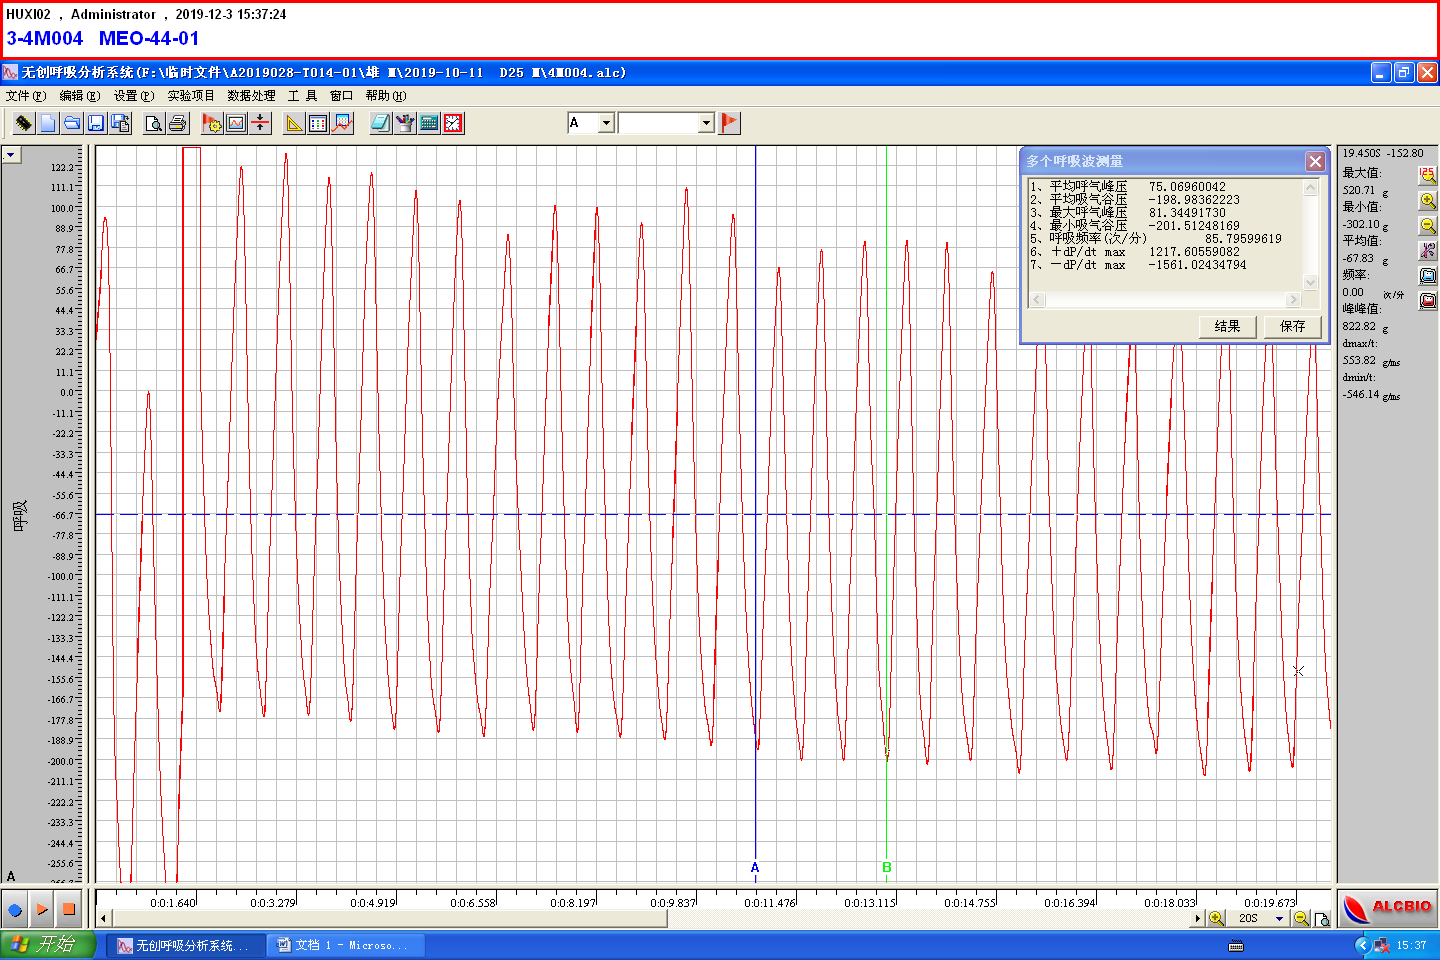 HUXI02 , Administrator , 2019-12-3 15:37:24
3-4M004 MEO-44-01
无创呼吸分析系统(F:\临时文件\A2019028-T014-01\雄 M\2019-10-11 D25 M\4M004.alc)
文件(F) 编辑(E) 设置(P) 实验项目 数据处理 工 具 窗口 帮助(H)
A
多个呼吸波测量
1、平均呼气峰压 75.06960042
2、平均吸气谷压 -198.98362223
3、最大呼气峰压 81.34491730
4、最小吸气谷压 -201.51248169
5、呼吸频率(次/分) 85.79599619
6、＋dP/dt max 1217.60559082
7、－dP/dt max -1561.02434794
结果 保存
19.450S -152.80
最大值:
520.71 g
最小值:
-302.10 g
平均值:
-67.83 g
频率:
0.00 次/分
峰峰值:
822.82 g
dmax/t:
553.82 g/ms
dmin/t:
-546.14 g/ms
125
122.2
111.1
100.0
88.9
77.8
66.7
55.6
44.4
33.3
22.2
11.1
0.0
-11.1
-22.2
-33.3
-44.4
-55.6
-66.7
-77.8
-88.9
-100.0
-111.1
-122.2
-133.3
-144.4
-155.6
-166.7
-177.8
-188.9
-200.0
-211.1
-222.2
-233.3
-244.4
-255.6
呼吸
A
A B
0:0:1.640 0:0:3.279 0:0:4.919 0:0:6.558 0:0:8.197 0:0:9.837 0:0:11.476 0:0:13.115 0:0:14.755 0:0:16.394 0:0:18.033 0:0:19.673
20S
ALCBIO
开始 无创呼吸分析系统... 文档 1 - Microso... 15:37